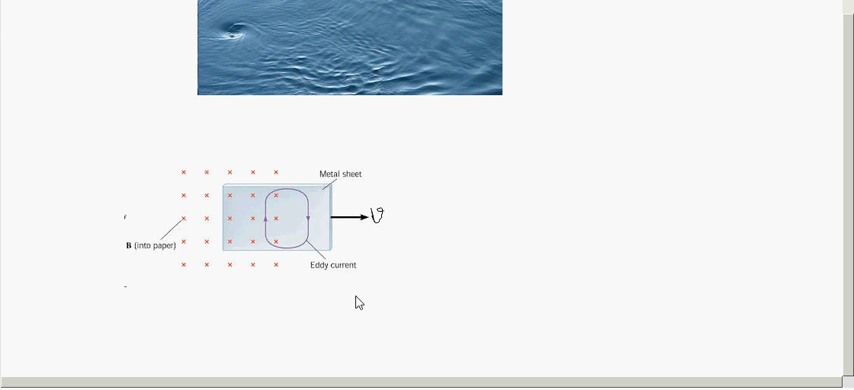 Metal sheet
ϑ
B (into paper)
Eddy current